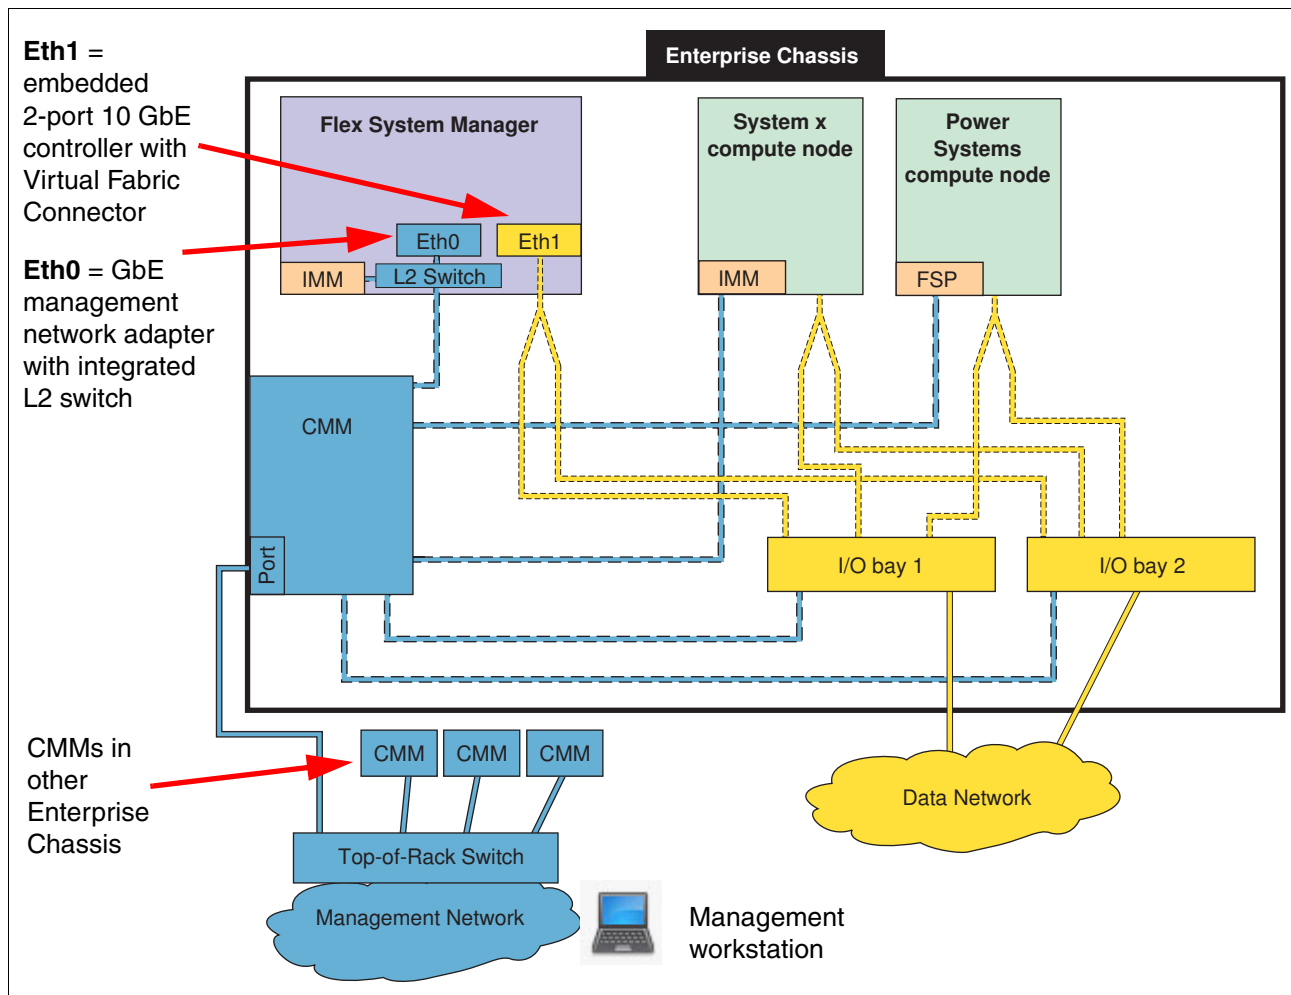 Eth1 =
embedded
2-port 10 GbE
controller with
Virtual Fabric
Connector
Eth0 = GbE
management
network adapter
with integrated
L2 switch
Enterprise Chassis
Flex System Manager
Eth0
Eth1
L2 Switch
IMM
System x
compute node
IMM
Power
Systems
compute node
FSP
CMM
Port
I/O bay 1
I/O bay 2
CMMs in
other
Enterprise
Chassis
CMM
CMM
CMM
Top-of-Rack Switch
Management Network
Management
workstation
Data Network